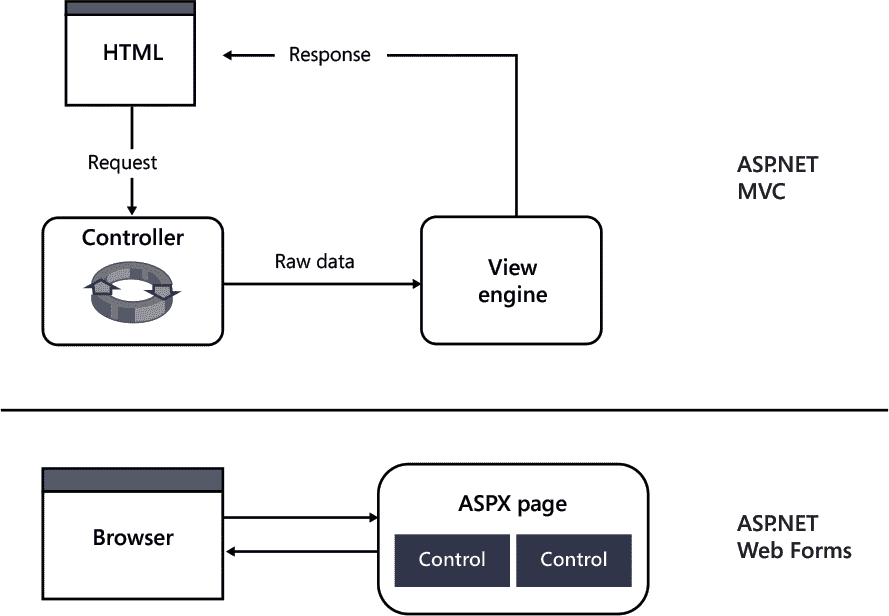 HTML
Response
Request
ASP.NET
MVC
Controller
Raw data
View
engine
ASPX page
Browser
Control
Control
ASP.NET
Web Forms